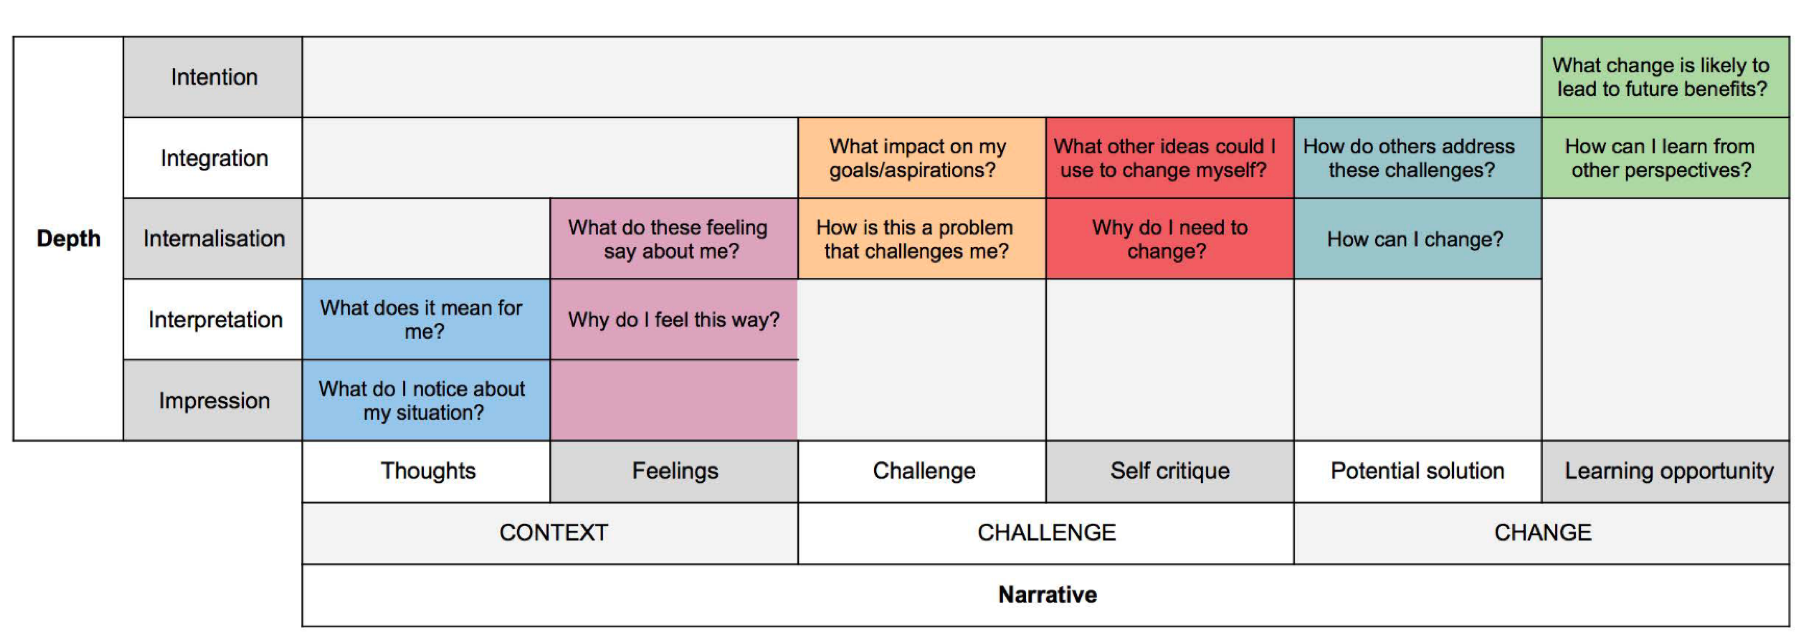 Intention
What change is likely to
lead to future benefits?
Integration
What impact on my
goals/aspirations?
What other ideas could I
use to change myself?
How do others address
these challenges?
How can I learn from
other perspectives?
Depth
Internalisation
What do these feeling
say about me?
How is this a problem
that challenges me?
Why do I need to
change?
How can I change?
Interpretation
What does it mean for
me?
Why do I feel this way?
Impression
What do I notice about
my situation?
Thoughts
Feelings
Challenge
Self critique
Potential solution
Learning opportunity
CONTEXT
CHALLENGE
CHANGE
Narrative